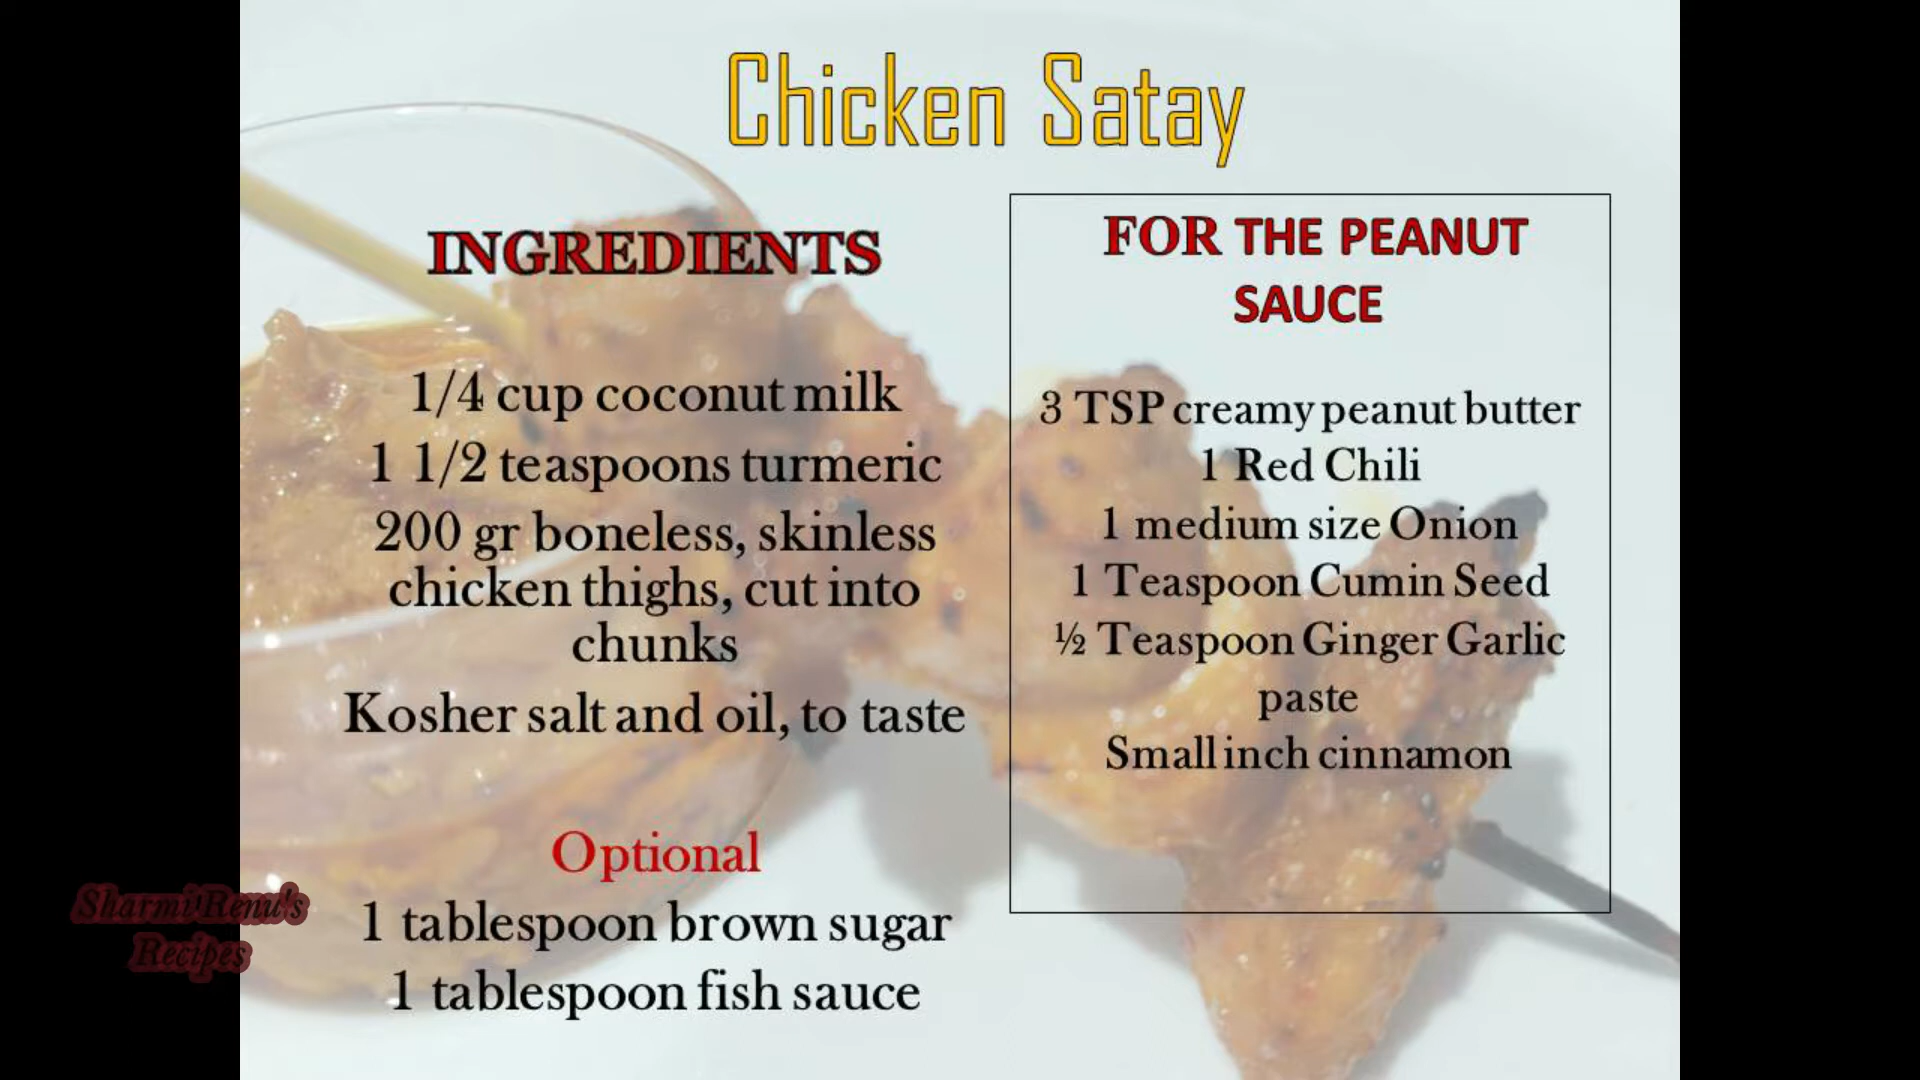 Chicken Satay
INGREDIENTS
1/4 cup coconut milk
1 1/2 teaspoons turmeric
200 gr boneless, skinless
chicken thighs, cut into
chunks
Kosher salt and oil, to taste
Optional
1 tablespoon brown sugar
1 tablespoon fish sauce
FOR THE PEANUT
SAUCE
3 TSP creamy peanut butter
1 Red Chili
1 medium size Onion
1 Teaspoon Cumin Seed
½ Teaspoon Ginger Garlic
paste
Small inch cinnamon
Sharmi Renu's
Recipes